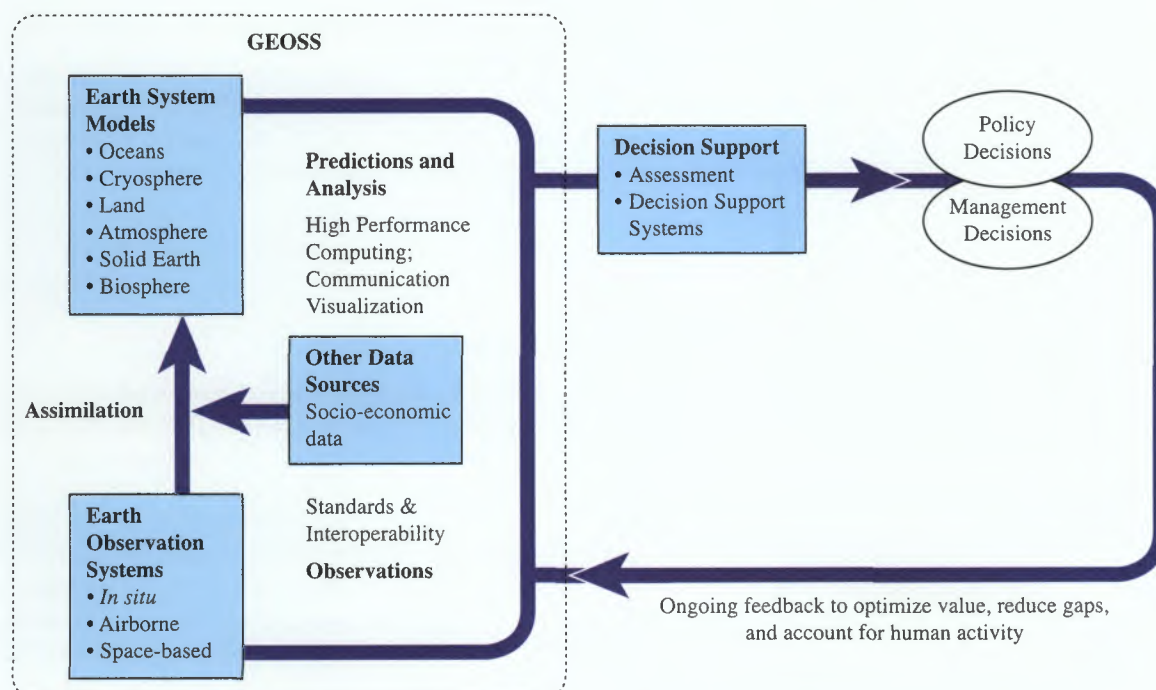 GEOSS
Earth System
Models
• Oceans
• Cryosphere
• Land
• Atmosphere
• Solid Earth
• Biosphere
Predictions and
Analysis
High Performance
Computing;
Communication
Visualization
Other Data
Sources
Socio-economic
data
Assimilation
Earth
Observation
Systems
• In situ
• Airborne
• Space-based
Standards &
Interoperability
Observations
Decision Support
• Assessment
• Decision Support
Systems
Policy
Decisions
Management
Decisions
Ongoing feedback to optimize value, reduce gaps,
and account for human activity